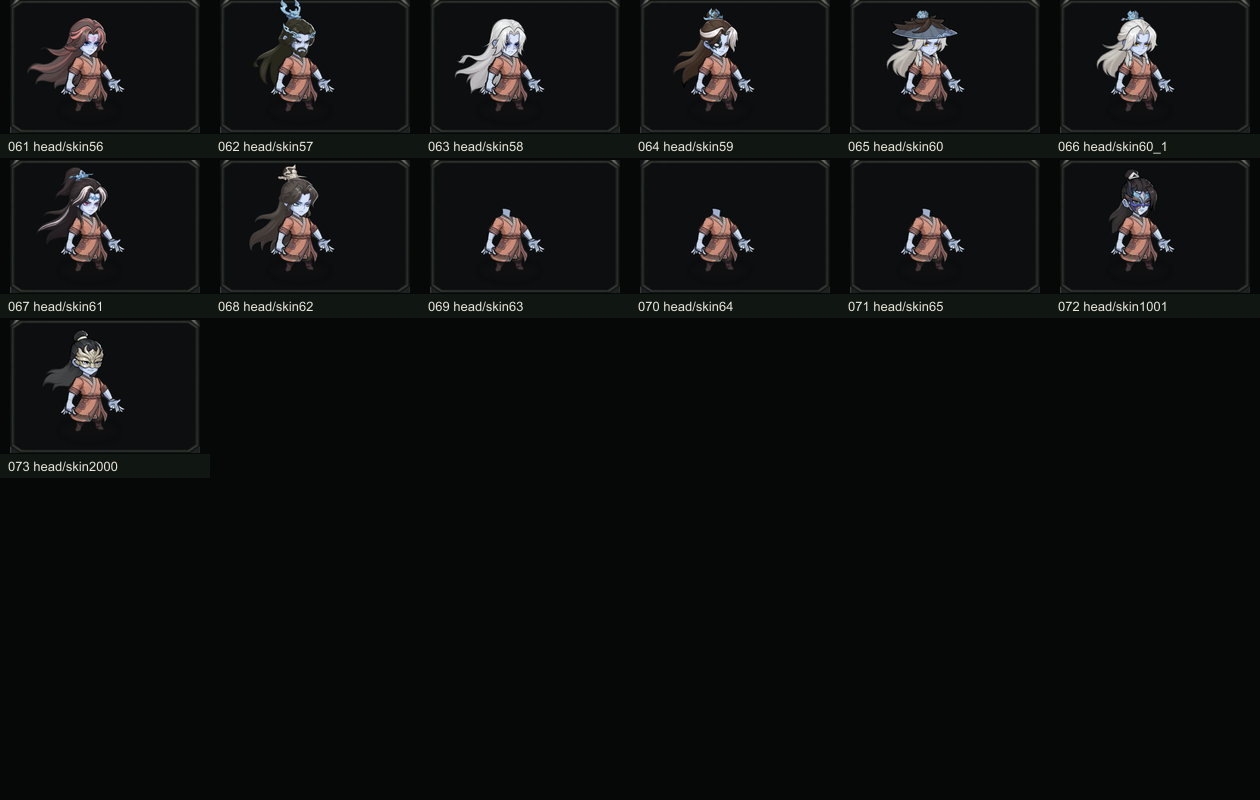 061 head/skin56
062 head/skin57
063 head/skin58
064 head/skin59
065 head/skin60
066 head/skin60_1
067 head/skin61
068 head/skin62
069 head/skin63
070 head/skin64
071 head/skin65
072 head/skin1001
073 head/skin2000